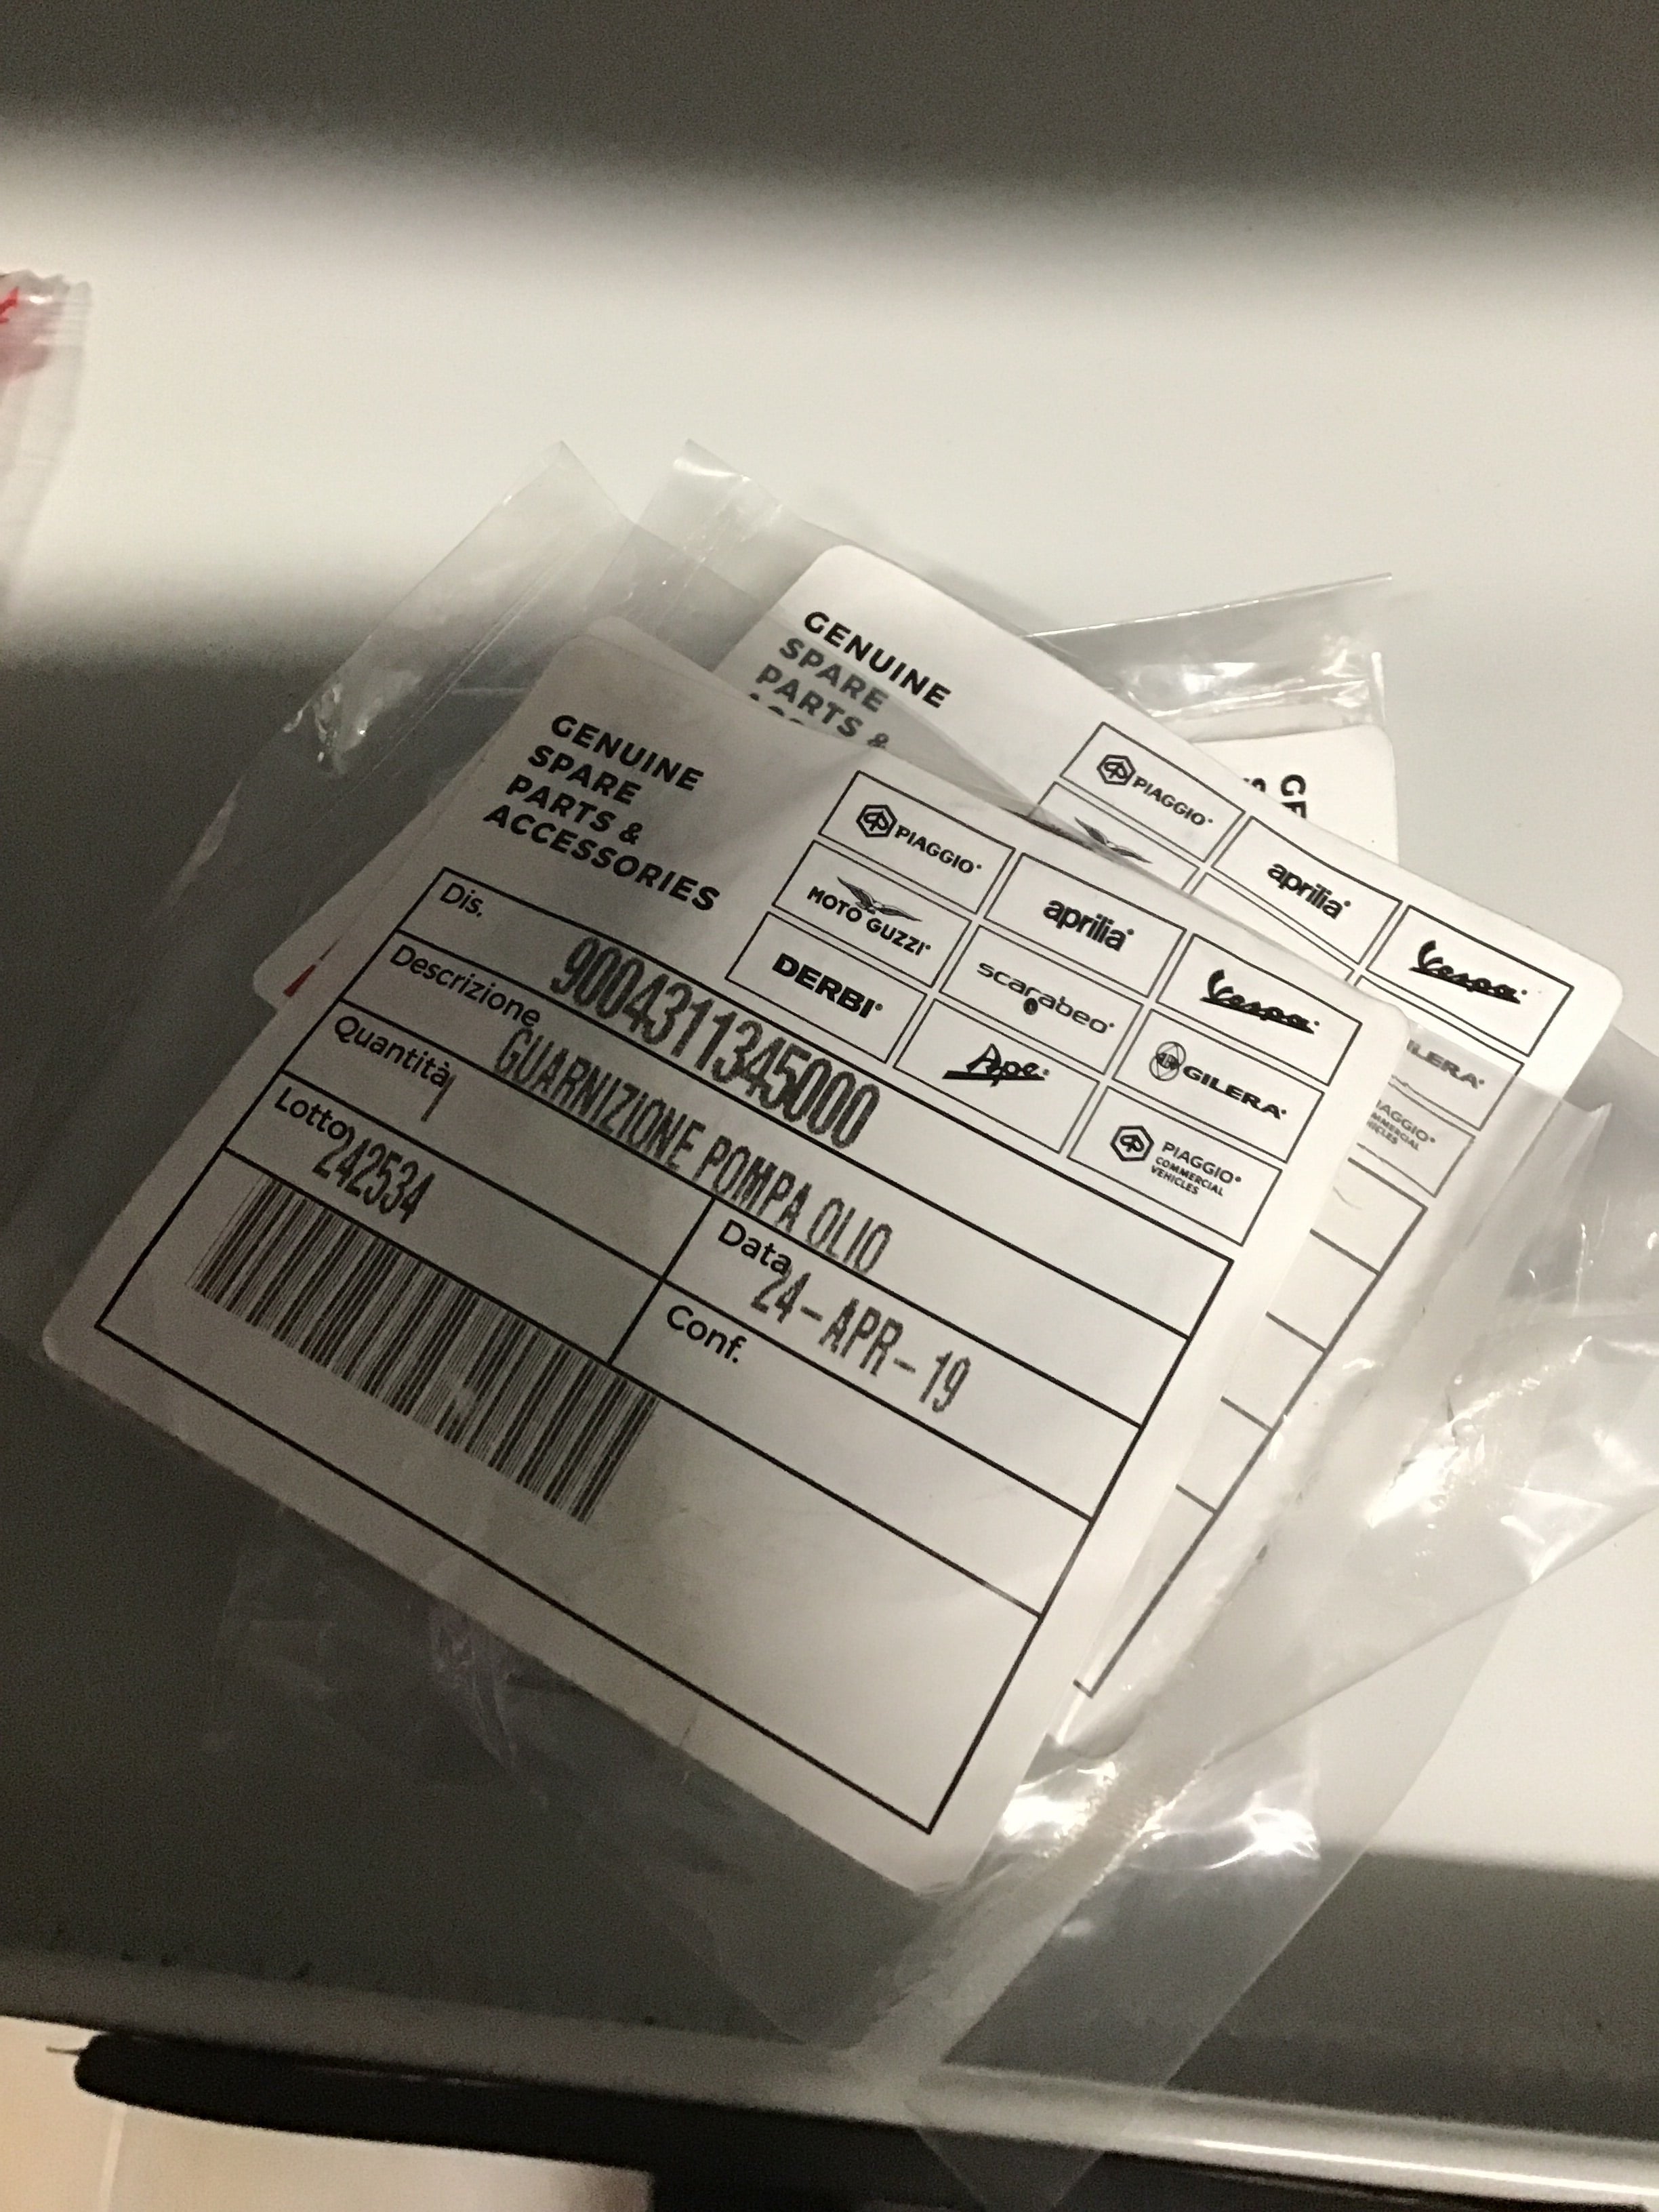 GENUINE
SPARE
PARTS &
ACCESSORIES
PIAGGIO
aprilia
Vespa
MOTO GUZZI
scarabeo
GILERA
DERBI
Ape
PIAGGIO
COMMERCIAL
VEHICLES
Dis.
9004311345000
Descrizione
GUARNIZIONE POMPA OLIO
Quantità
1
Data
24-APR-19
Lotto
242534
Conf.
GENUINE
SPARE
PARTS &
PIAGGIO
aprilia
Vespa